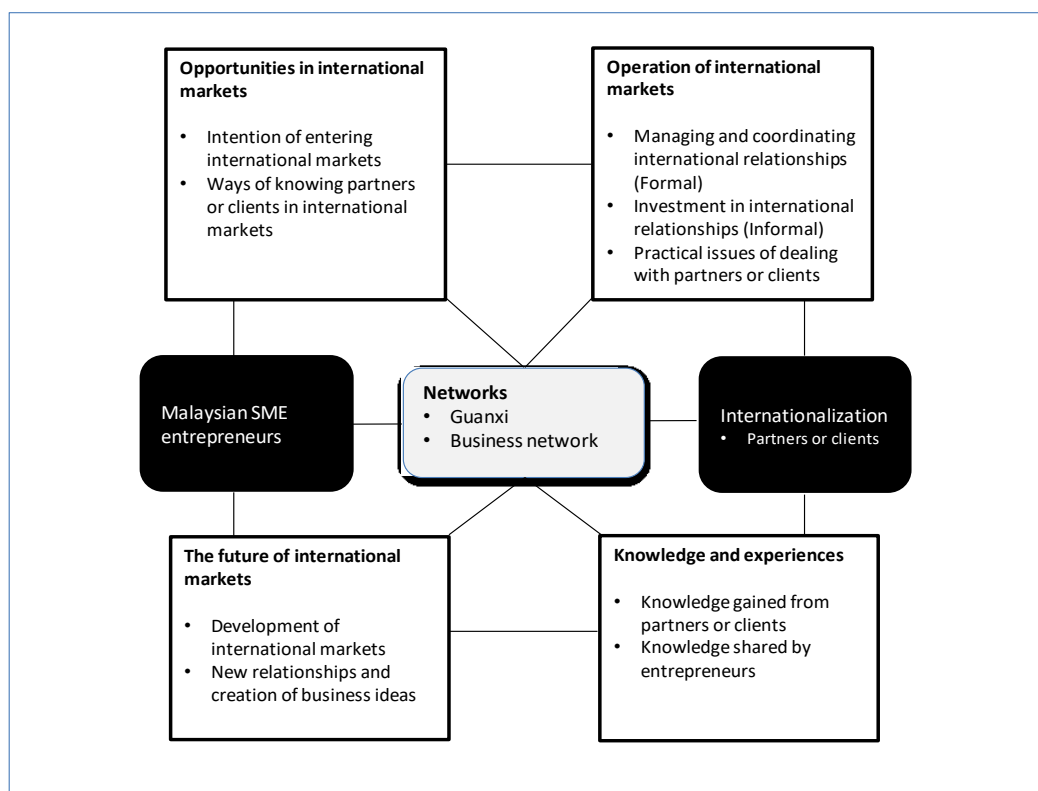 Opportunities in international
markets
• Intention of entering
international markets
• Ways of knowing partners
or clients in international
markets
Operation of international
markets
• Managing and coordinating
international relationships
(Formal)
• Investment in international
relationships (Informal)
• Practical issues of dealing
with partners or clients
Malaysian SME
entrepreneurs
Networks
• Guanxi
• Business network
Internationalization
• Partners or clients
The future of international
markets
• Development of
international markets
• New relationships and
creation of business ideas
Knowledge and experiences
• Knowledge gained from
partners or clients
• Knowledge shared by
entrepreneurs